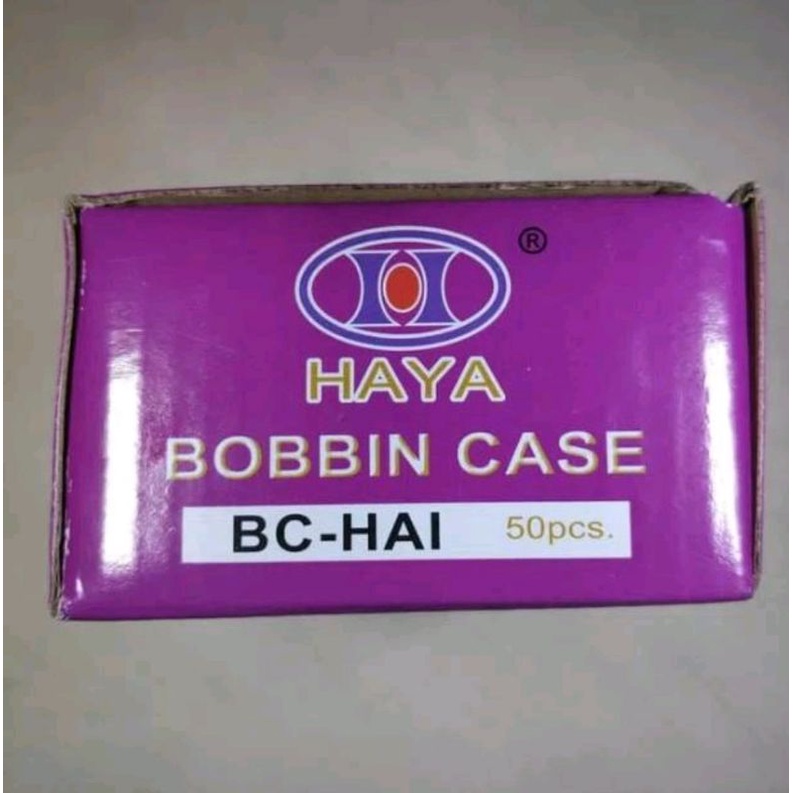 ®
HAYA
BOBBIN CASE
BC-HAI 50pcs.